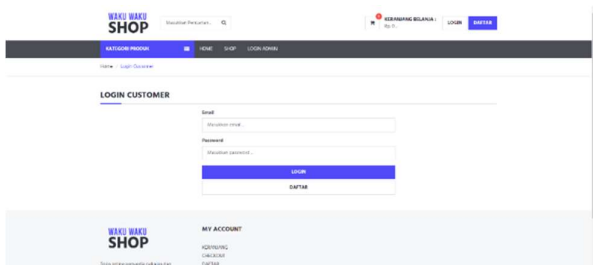 WAKU WAKU
SHOP
Masukkan Pencarian..
KERANJANG BELANJA :
Rp 0,-
LOGIN
DAFTAR
KATEGORI PRODUK
HOME
SHOP
LOGIN ADMIN
Home / Login Customer
LOGIN CUSTOMER
Email
Masukkan email..
Password
Masukkan password ..
LOGIN
DAFTAR
WAKU WAKU
SHOP
MY ACCOUNT
KERANJANG
CHECKOUT
DAFTAR